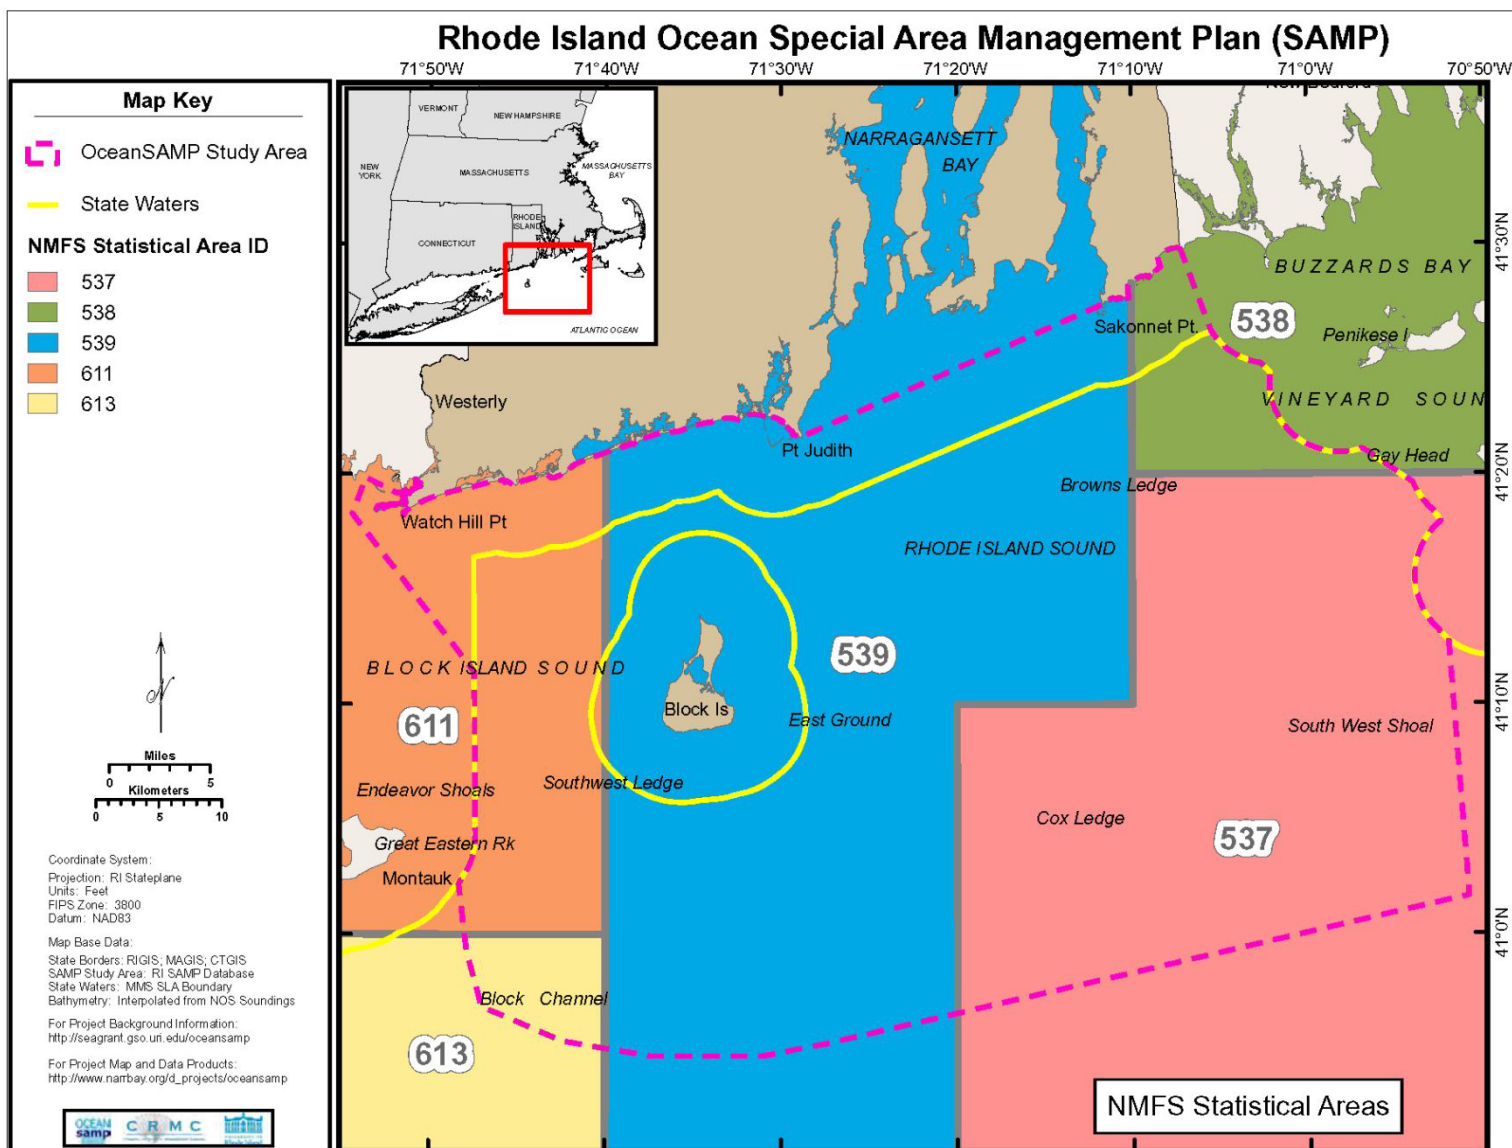 Rhode Island Ocean Special Area Management Plan (SAMP)
71°50'W 71°40'W 71°30'W 71°20'W 71°10'W 71°0'W 70°50'W
Map Key
OceanSAMP Study Area
State Waters
NMFS Statistical Area ID
537
538
539
611
613
Miles
0 5
Kilometers
0 5 10
Coordinate System:
Projection: RI Stateplane
Units: Feet
FIPS Zone: 3800
Datum: NAD83
Map Base Data:
State Borders: RIGIS; MAGIS; CTGIS
SAMP Study Area: RI SAMP Database
State Waters: MMS SLA Boundary
Bathymetry: Interpolated from NOS Soundings
For Project Background Information:
http://seagrant.gso.uri.edu/oceansamp
For Project Map and Data Products:
http://www.narrbay.org/d_projects/oceansamp
OCEAN
samp
CRMC
VERMONT
NEW HAMPSHIRE
NEW
YORK
MASSACHUSETTS
MASSACHUSETTS
BAY
RHODE
ISLAND
CONNECTICUT
ATLANTIC OCEAN
NARRAGANSETT
BAY
BUZZARDS BAY
Sakonnet Pt.
538
Penikese I
Westerly
VINEYARD SOUN
Pt Judith
Gay Head
Browns Ledge
Watch Hill Pt
RHODE ISLAND SOUND
539
BLOCK ISLAND SOUND
Block Is
East Ground
611
South West Shoal
Southwest Ledge
Endeavor Shoals
Cox Ledge
537
Great Eastern Rk
Montauk
Block Channel
613
NMFS Statistical Areas
41°30'N
41°20'N
41°10'N
41°0'N